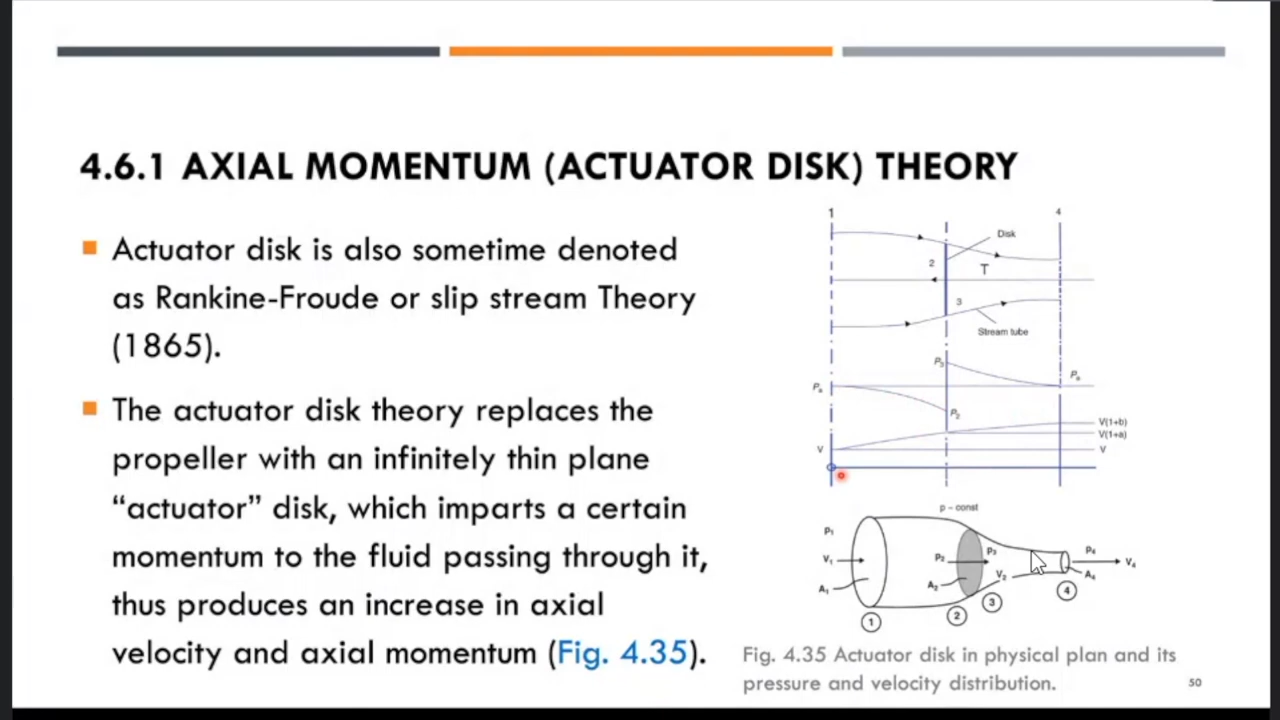 4.6.1 AXIAL MOMENTUM (ACTUATOR DISK) THEORY
Actuator disk is also sometime denoted
as Rankine-Froude or slip stream Theory
(1865).
The actuator disk theory replaces the
propeller with an infinitely thin plane
“actuator” disk, which imparts a certain
momentum to the fluid passing through it,
thus produces an increase in axial
velocity and axial momentum (Fig. 4.35).
1
4
Disk
2
T
3
Stream tube
P₃
Pₐ
Pₐ
P₂
V(1+b)
V(1+a)
V
V
p – const
P₁
P₃
P₄
V₁
P₂
V₄
V₂
A₁
A₂
A₄
1
2
3
4
Fig. 4.35 Actuator disk in physical plan and its
pressure and velocity distribution.
50